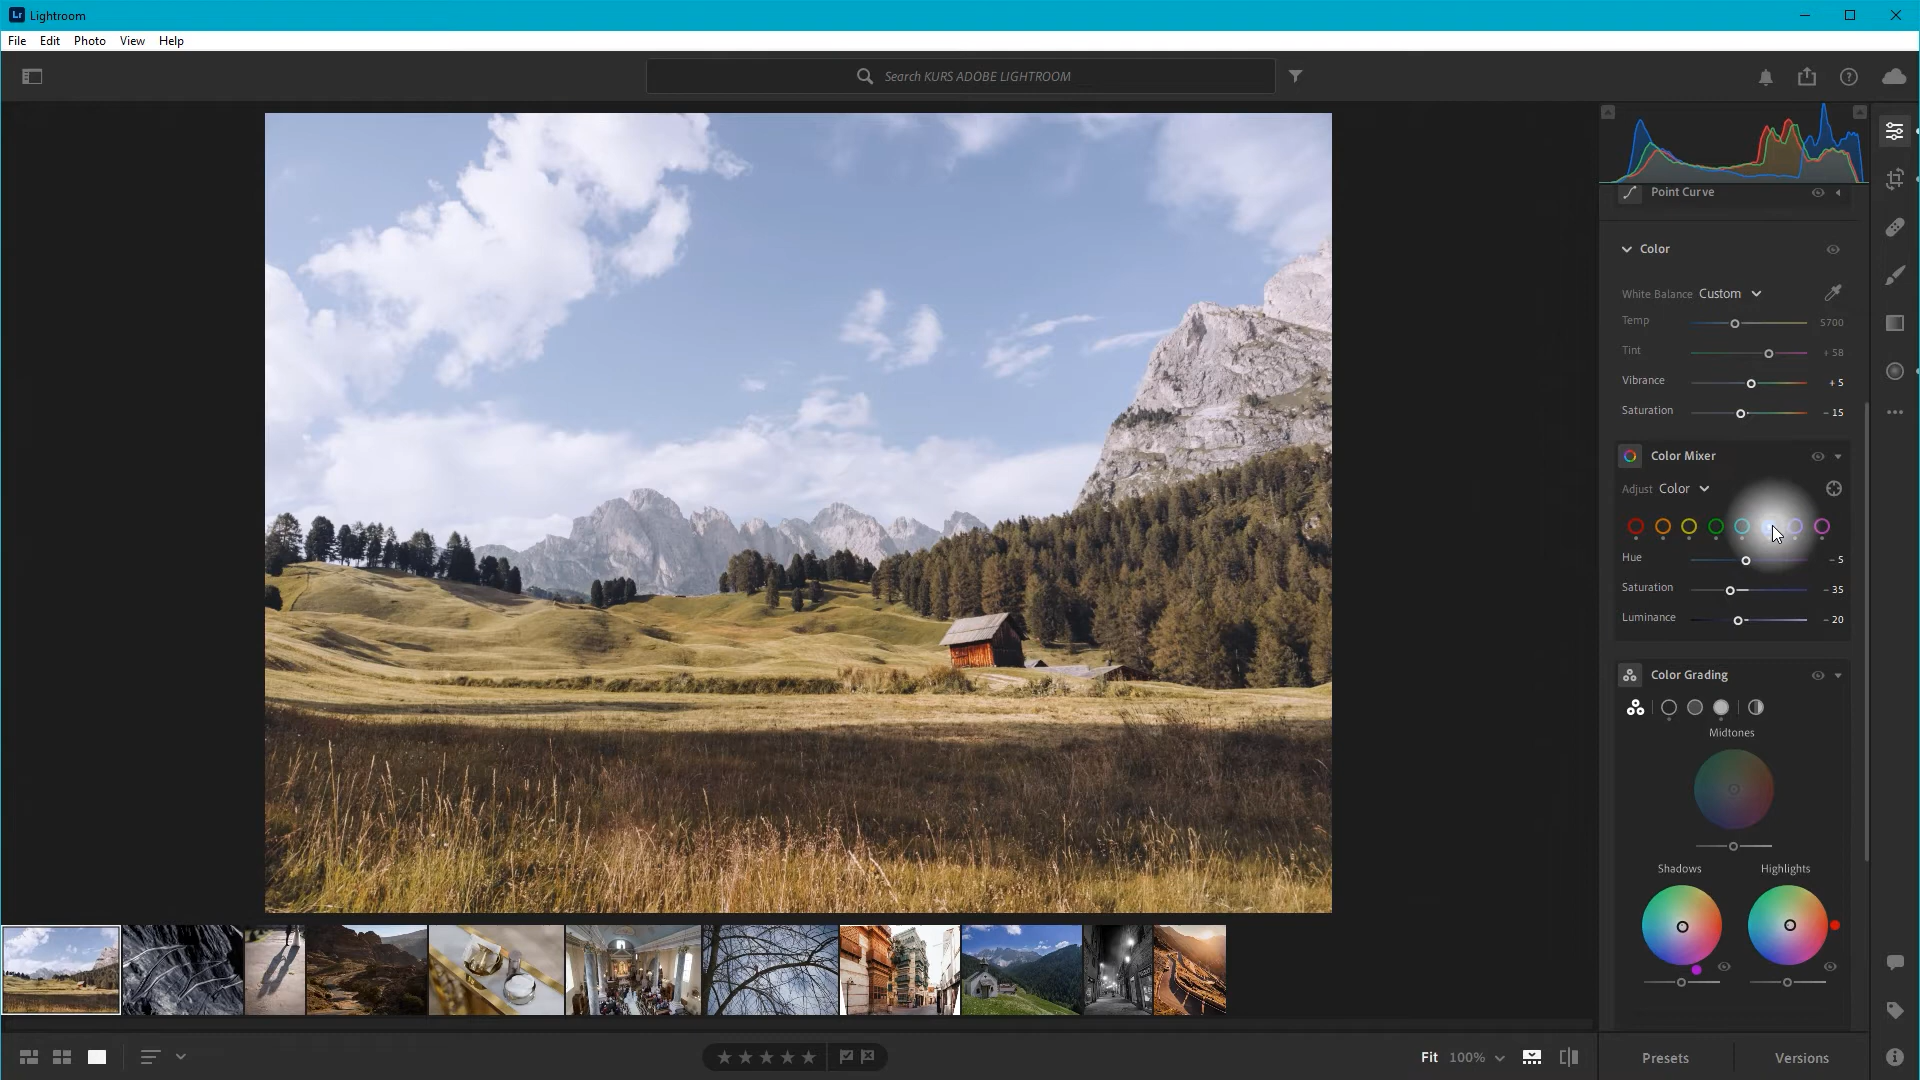 Lr Lightroom
File Edit Photo View Help
Search KURS ADOBE LIGHTROOM
Point Curve
Color
White Balance Custom
Temp 5700
Tint + 58
Vibrance + 5
Saturation - 15
Color Mixer
Adjust Color
Hue - 5
Saturation - 35
Luminance - 20
Color Grading
Midtones
Shadows Highlights
Fit 100%
Presets Versions